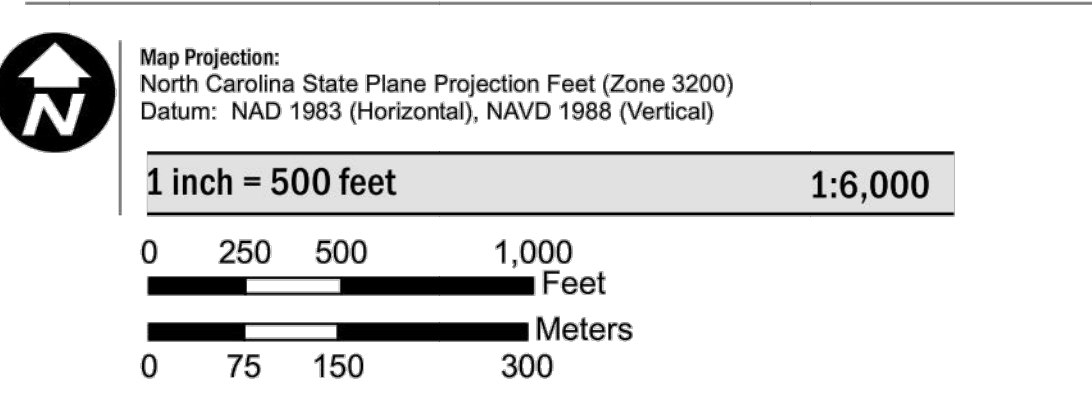 N
Map Projection:
North Carolina State Plane Projection Feet (Zone 3200)
Datum:  NAD 1983 (Horizontal), NAVD 1988 (Vertical)
1 inch = 500 feet 1:6,000
0 250 500 1,000
Feet
Meters
0 75 150 300